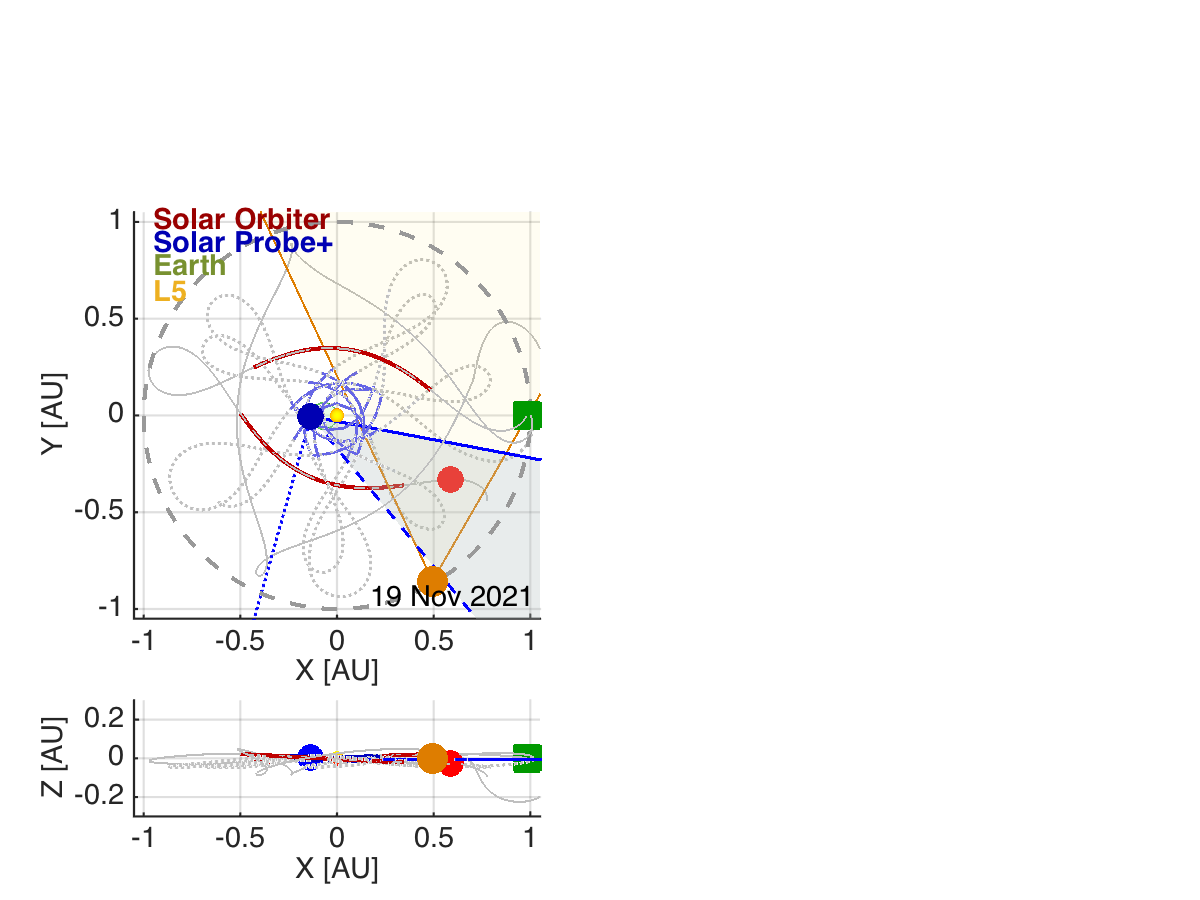 Solar Orbiter
Solar Probe+
Earth
L5
1
0.5
0
-0.5
-1
Y [AU]
19 Nov 2021
-1 -0.5 0 0.5 1
X [AU]
0.2
0
-0.2
Z [AU]
-1 -0.5 0 0.5 1
X [AU]